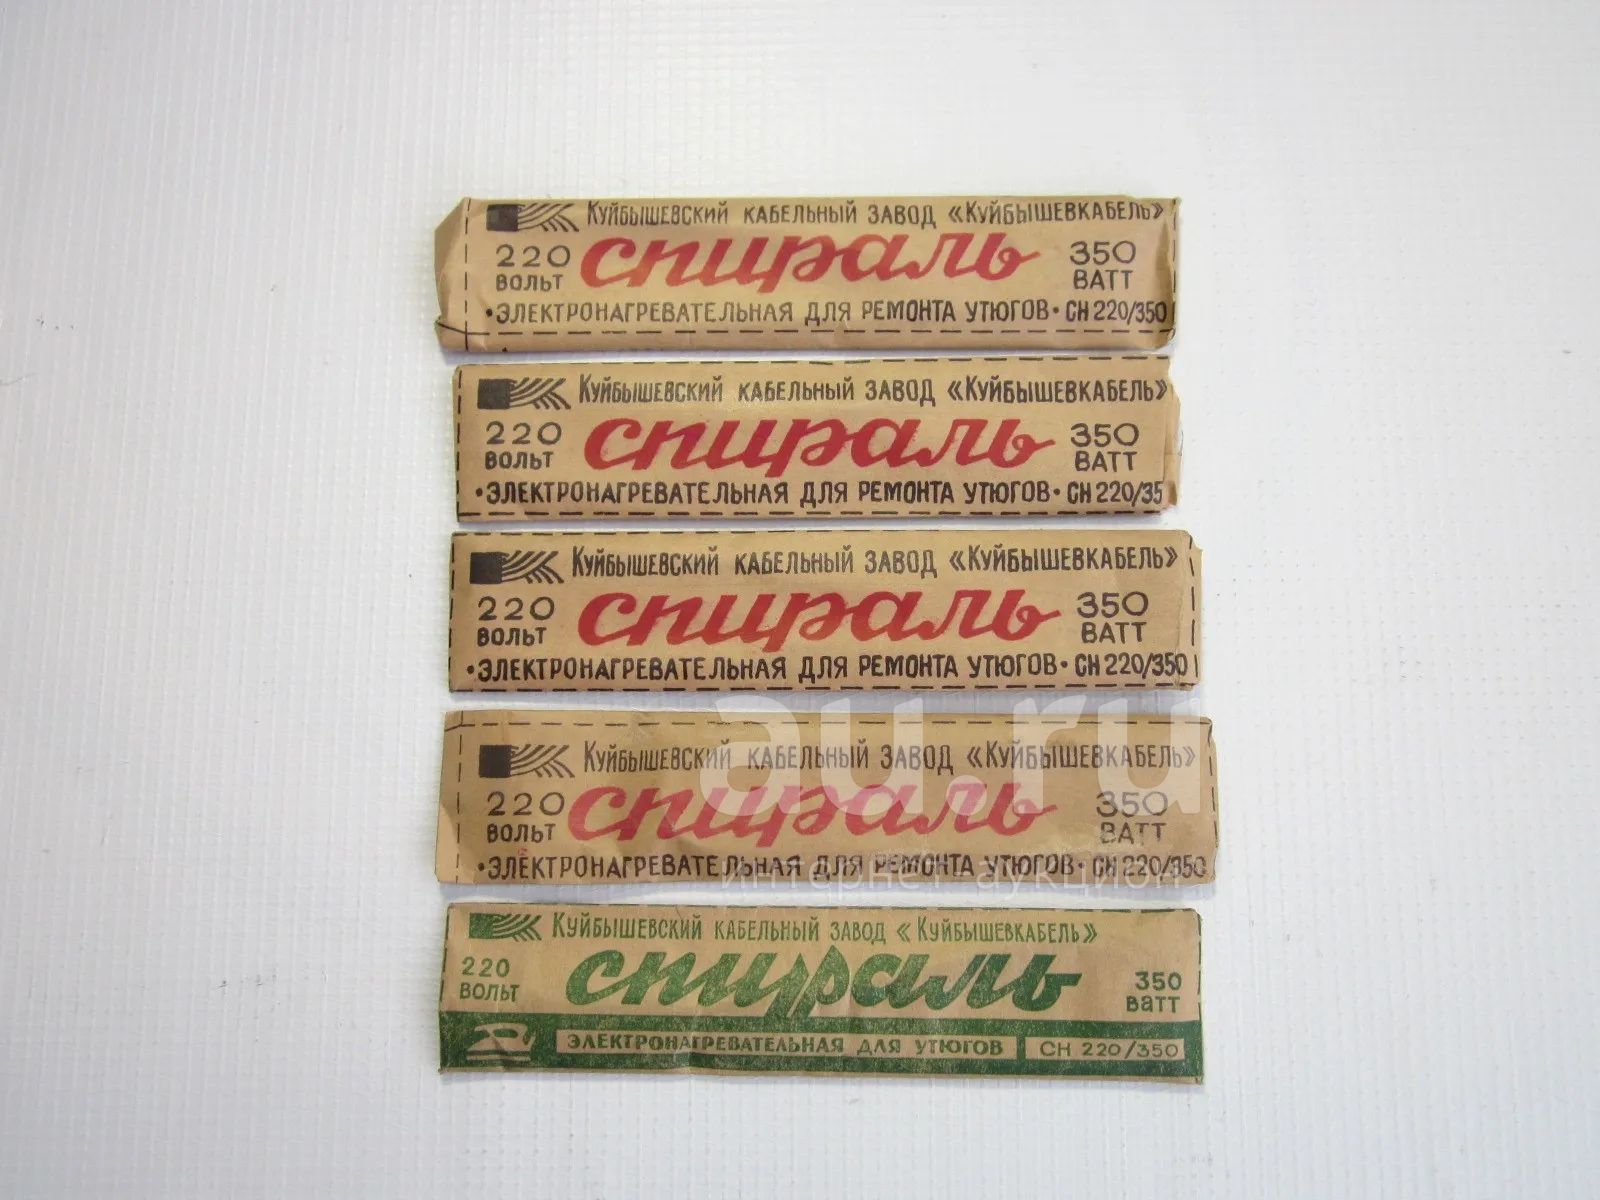 Куйбышевский кабельный завод «Куйбышевкабель»
220 вольт спираль 350 ватт
• электронагревательная для ремонта утюгов • СН 220/350
Куйбышевский кабельный завод «Куйбышевкабель»
220 вольт спираль 350 ватт
• электронагревательная для ремонта утюгов • СН 220/35
Куйбышевский кабельный завод «Куйбышевкабель»
220 вольт спираль 350 ватт
• электронагревательная для ремонта утюгов • СН 220/350
Куйбышевский кабельный завод «Куйбышевкабель»
220 вольт спираль 350 ватт
• электронагревательная для ремонта утюгов • СН 220/350
au.ru
интернет-аукцион
Куйбышевский кабельный завод «Куйбышевкабель»
220 вольт спираль 350 ватт
электронагревательная для утюгов СН 220/350